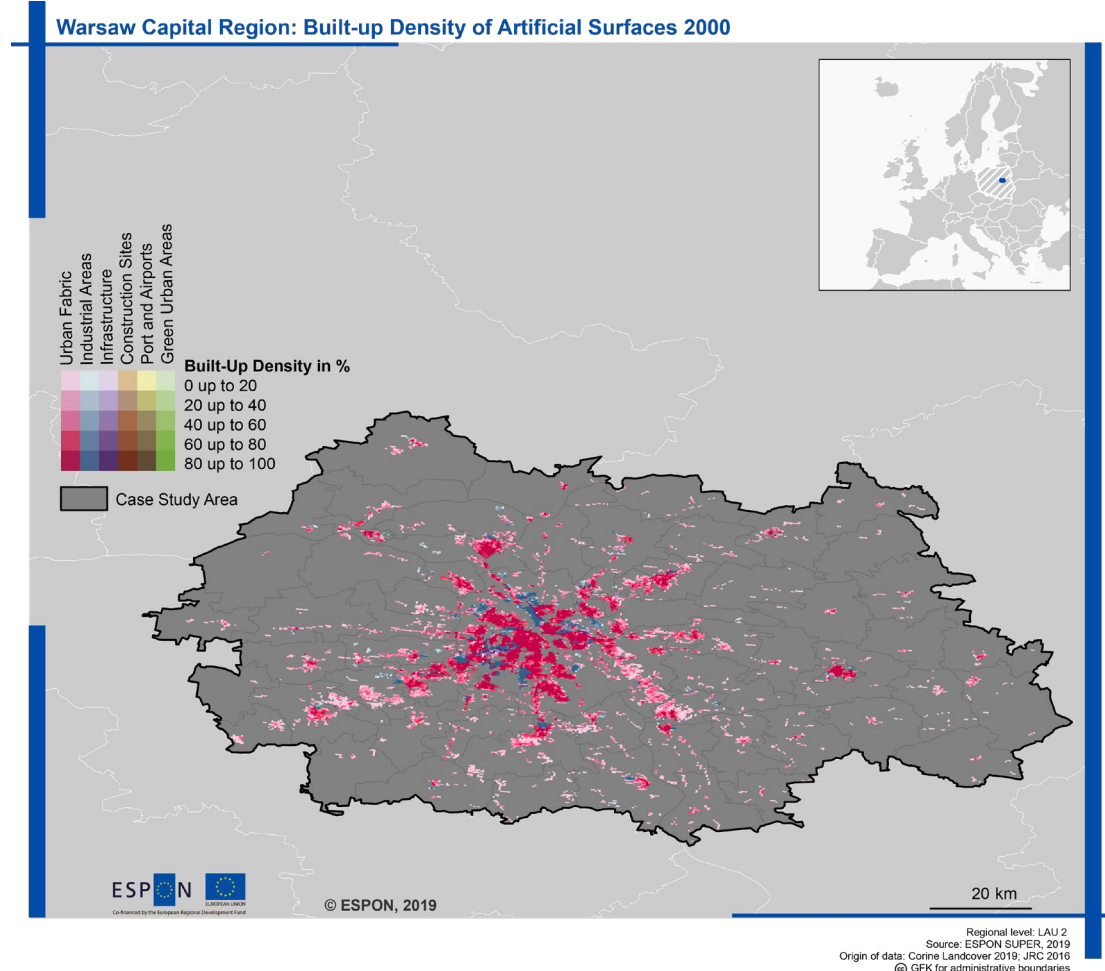 Warsaw Capital Region: Built-up Density of Artificial Surfaces 2000
Urban Fabric
Industrial Areas
Infrastructure
Construction Sites
Port and Airports
Green Urban Areas
Built-Up Density in %
0 up to 20
20 up to 40
40 up to 60
60 up to 80
80 up to 100
Case Study Area
ESPON
EUROPEAN UNION
Co-financed by the European Regional Development Fund
© ESPON, 2019
20 km
Regional level: LAU 2
Source: ESPON SUPER, 2019
Origin of data: Corine Landcover 2019; JRC 2016
cc GFK for administrative boundaries